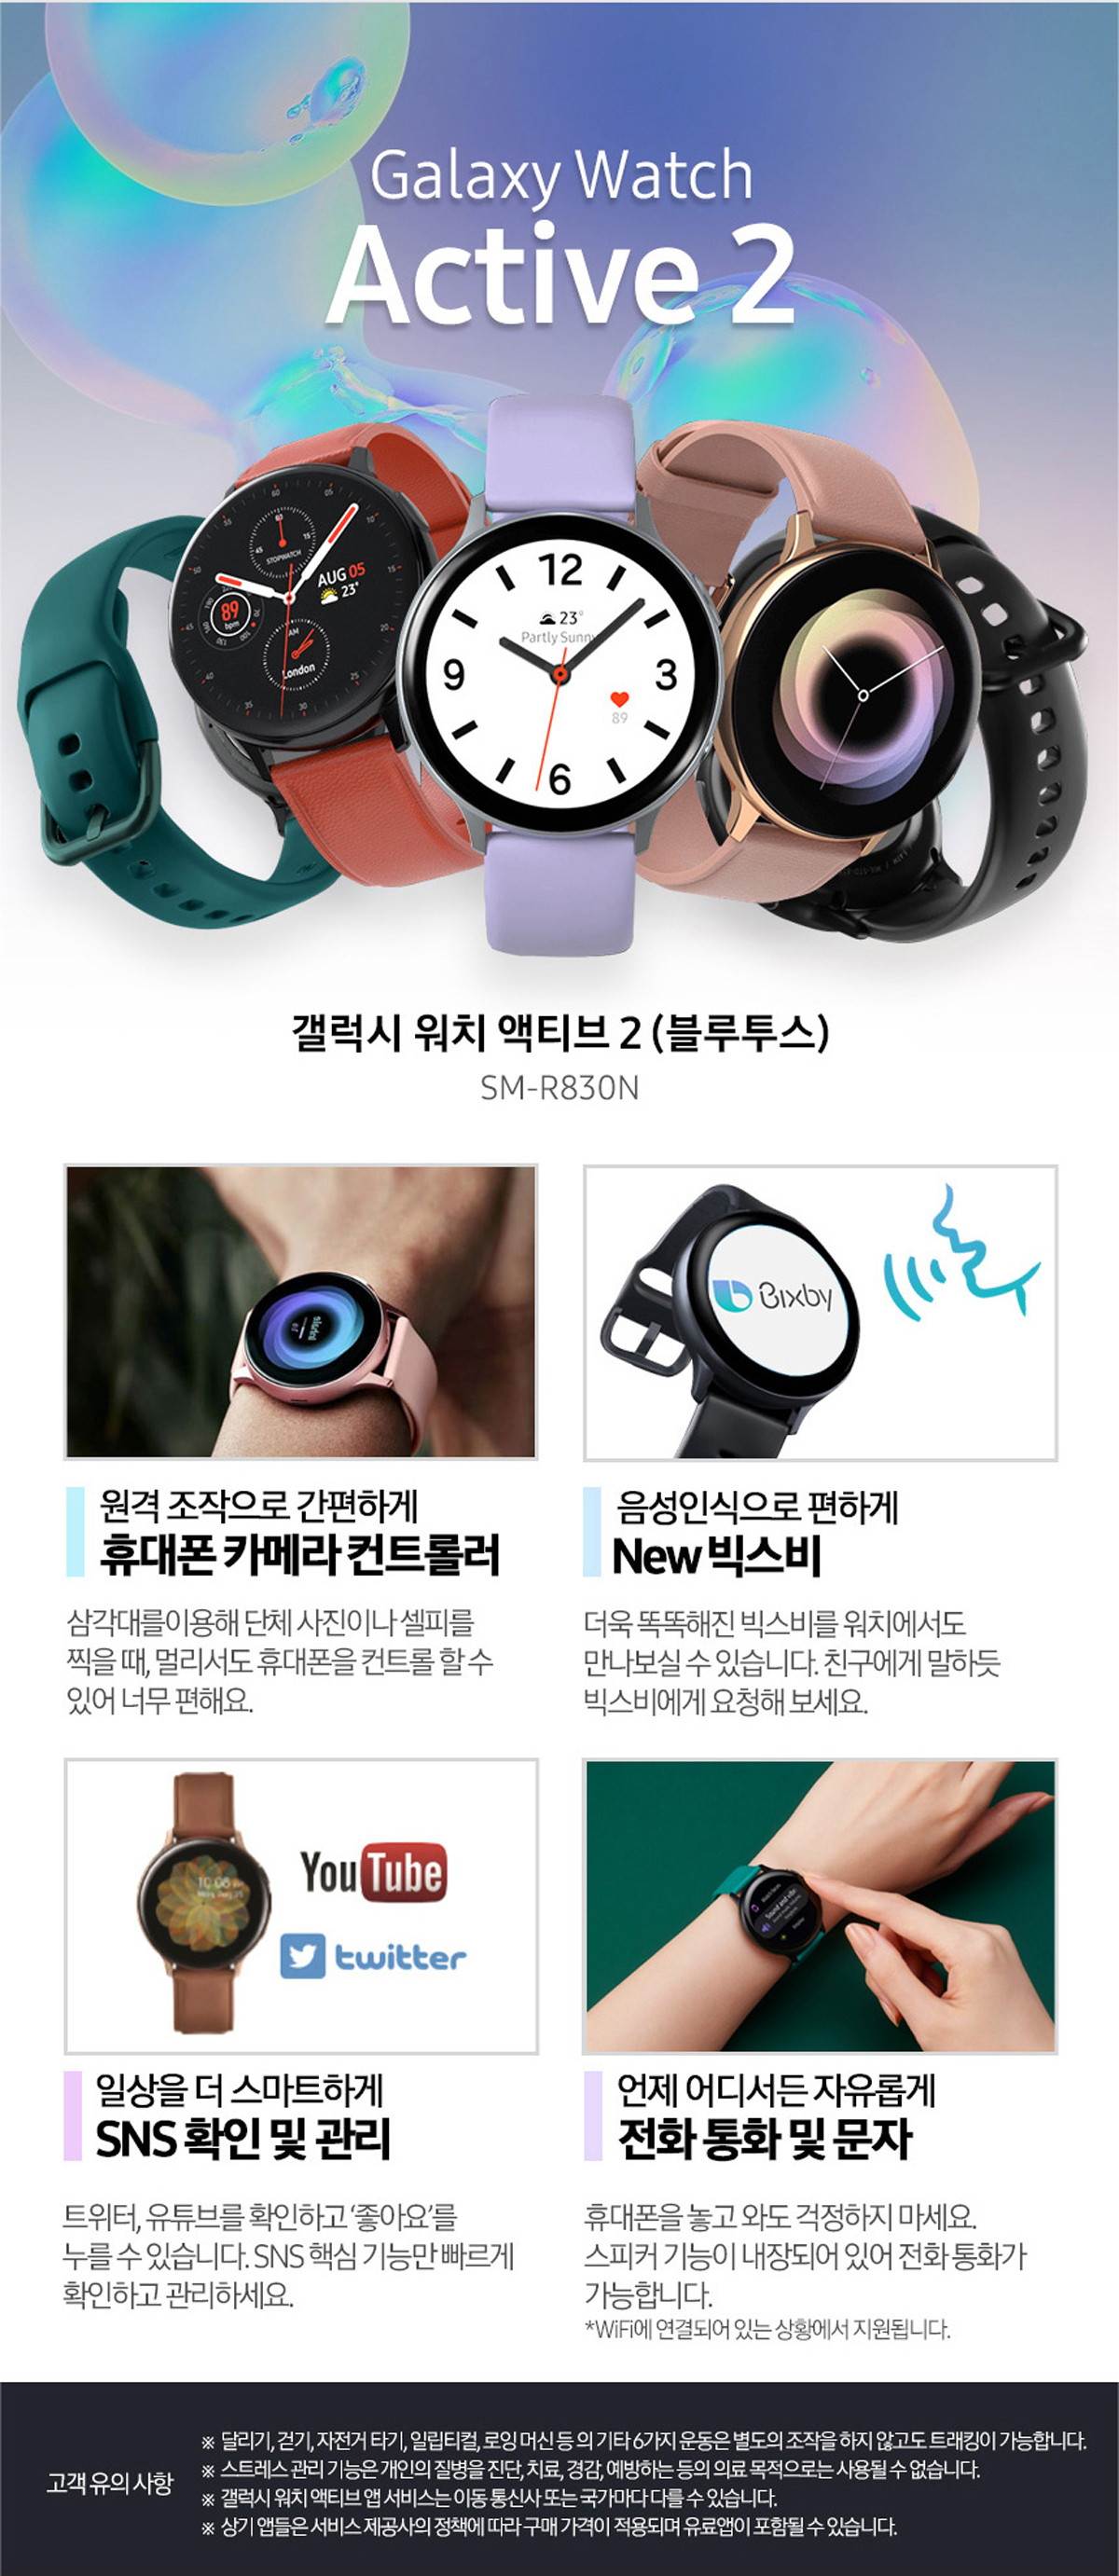 Galaxy Watch
Active 2
60
05
10
15
20
25
30
35
40
45
50
55
60
15
45
STOPWATCH
AUG 05
23°
89
bpm
AM
London
12
23°
Partly Sunny
9
3
89
6
갤럭시 워치 액티브 2 (블루투스)
SM-R830N
Bixby
원격 조작으로 간편하게
휴대폰 카메라 컨트롤러
삼각대를이용해 단체 사진이나 셀피를
찍을 때, 멀리서도 휴대폰을 컨트롤 할 수
있어 너무 편해요.
음성인식으로 편하게
New 빅스비
더욱 똑똑해진 빅스비를 워치에서도
만나보실 수 있습니다. 친구에게 말하듯
빅스비에게 요청해 보세요.
10:08
YouTube
twitter
Sound and vibr
일상을 더 스마트하게
SNS 확인 및 관리
트위터, 유튜브를 확인하고 ‘좋아요’를
누를 수 있습니다. SNS 핵심 기능만 빠르게
확인하고 관리하세요.
언제 어디서든 자유롭게
전화 통화 및 문자
휴대폰을 놓고 와도 걱정하지 마세요.
스피커 기능이 내장되어 있어 전화 통화가
가능합니다.
*WiFi에 연결되어 있는 상황에서 지원됩니다.
고객 유의 사항
※ 달리기, 걷기, 자전거 타기, 일립티컬, 로잉 머신 등 의 기타 6가지 운동은 별도의 조작을 하지 않고도 트래킹이 가능합니다.
※ 스트레스 관리 기능은 개인의 질병을 진단, 치료, 경감, 예방하는 등의 의료 목적으로는 사용될 수 없습니다.
※ 갤럭시 워치 액티브 앱 서비스는 이동 통신사 또는 국가마다 다를 수 있습니다.
※ 상기 앱들은 서비스 제공사의 정책에 따라 구매 가격이 적용되며 유료앱이 포함될 수 있습니다.